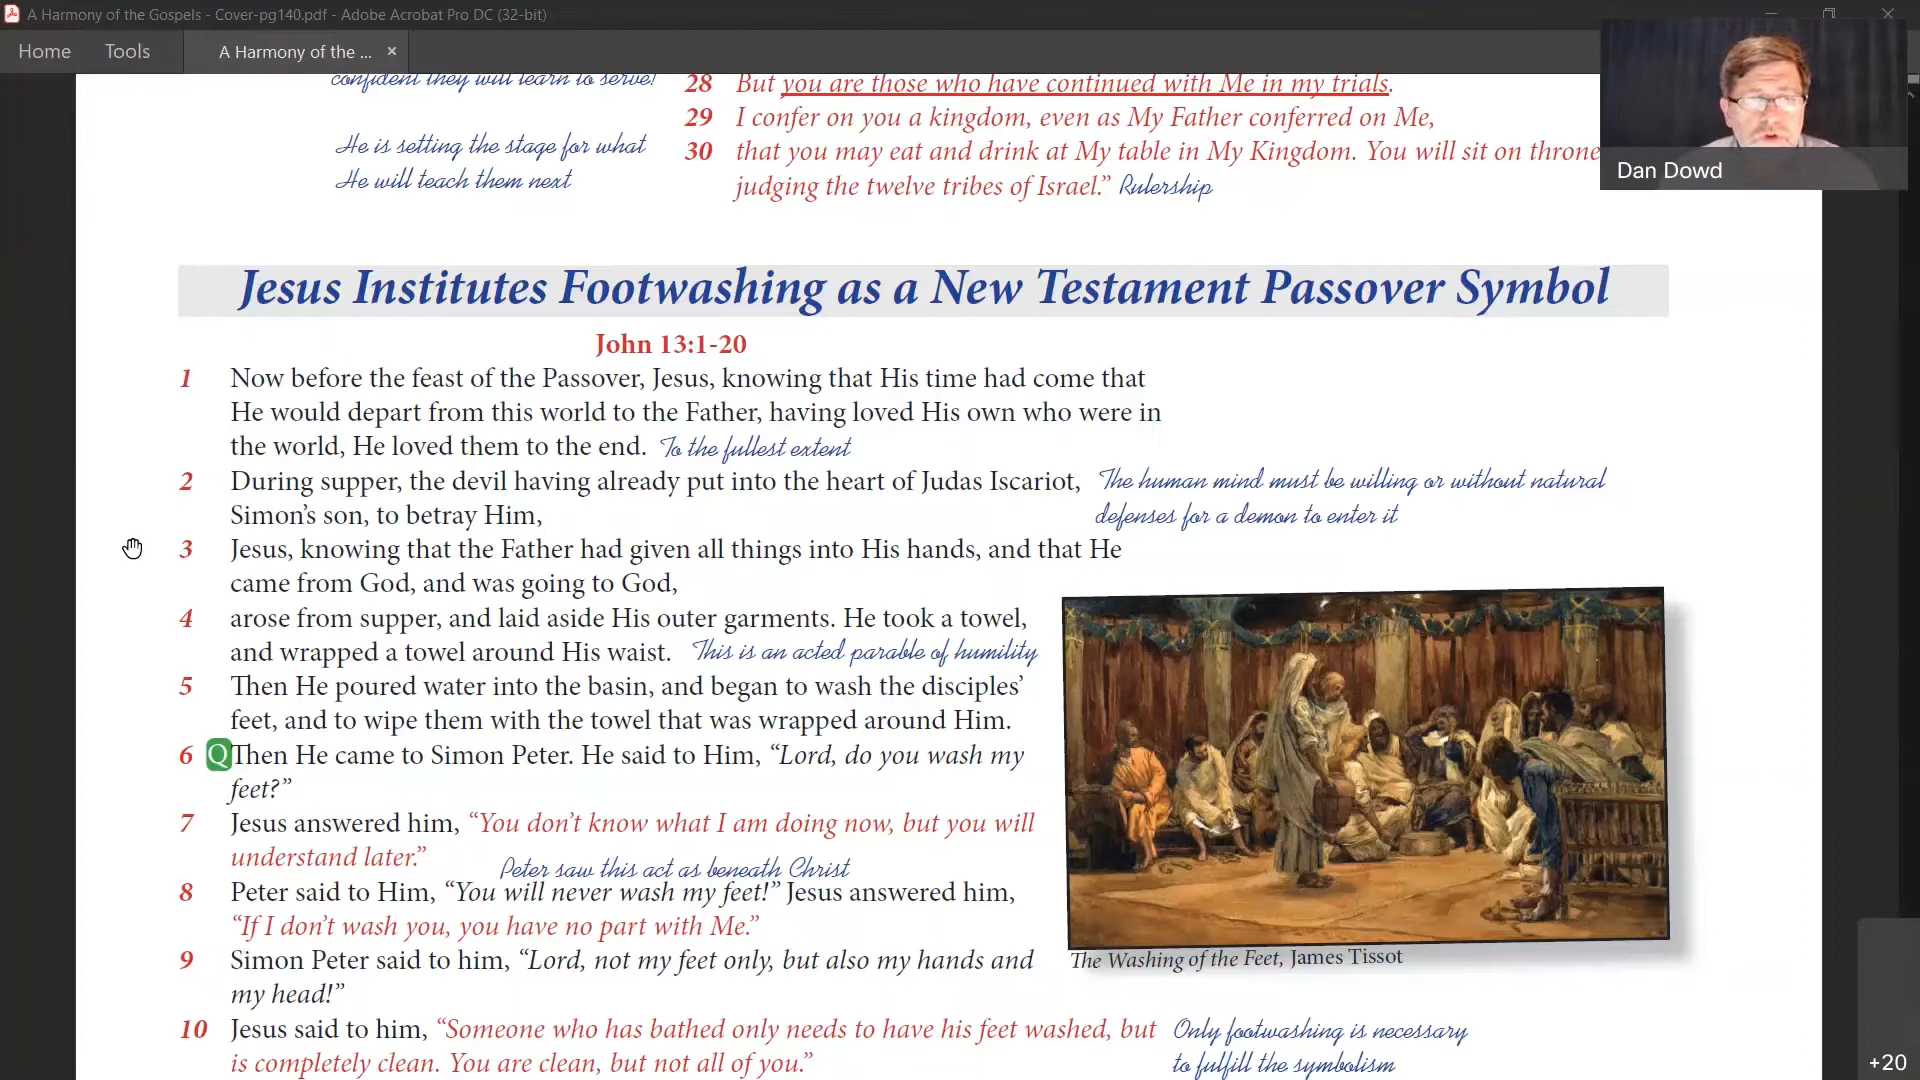 A Harmony of the Gospels - Cover-pg140.pdf - Adobe Acrobat Pro DC (32-bit)
Home Tools A Harmony of the ... ×
confident they will learn to serve!
28 But you are those who have continued with Me in my trials.
29 I confer on you a kingdom, even as My Father conferred on Me,
He is setting the stage for what
He will teach them next
30 that you may eat and drink at My table in My Kingdom. You will sit on throne
judging the twelve tribes of Israel.” Rulership
Dan Dowd
Jesus Institutes Footwashing as a New Testament Passover Symbol
John 13:1-20
1 Now before the feast of the Passover, Jesus, knowing that His time had come that
He would depart from this world to the Father, having loved His own who were in
the world, He loved them to the end. To the fullest extent
2 During supper, the devil having already put into the heart of Judas Iscariot, The human mind must be willing or without natural
Simon’s son, to betray Him, defenses for a demon to enter it
3 Jesus, knowing that the Father had given all things into His hands, and that He
came from God, and was going to God,
4 arose from supper, and laid aside His outer garments. He took a towel,
and wrapped a towel around His waist. This is an acted parable of humility
5 Then He poured water into the basin, and began to wash the disciples’
feet, and to wipe them with the towel that was wrapped around Him.
6 Q Then He came to Simon Peter. He said to Him, “Lord, do you wash my
feet?”
7 Jesus answered him, “You don’t know what I am doing now, but you will
understand later.”
Peter saw this act as beneath Christ
8 Peter said to Him, “You will never wash my feet!” Jesus answered him,
“If I don’t wash you, you have no part with Me.”
9 Simon Peter said to him, “Lord, not my feet only, but also my hands and
my head!”
The Washing of the Feet, James Tissot
10 Jesus said to him, “Someone who has bathed only needs to have his feet washed, but Only footwashing is necessary
is completely clean. You are clean, but not all of you.” to fulfill the symbolism
+20